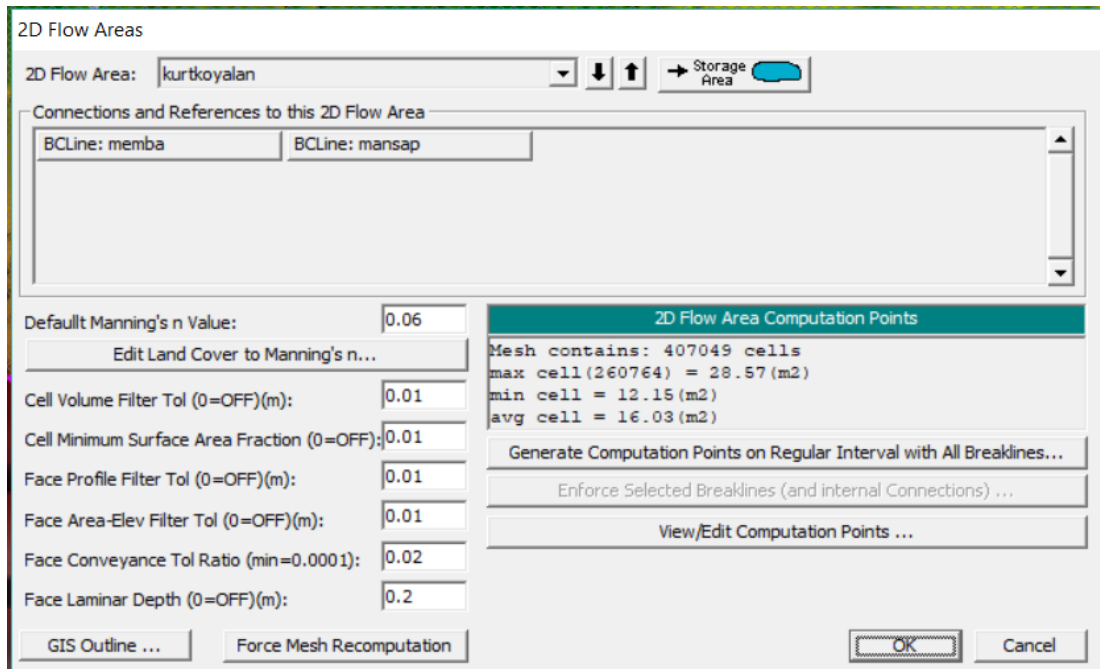 2D Flow Areas
2D Flow Area: kurtkoyalan
Storage Area
Connections and References to this 2D Flow Area
BCLine: memba BCLine: mansap
Defaullt Manning's n Value: 0.06
Edit Land Cover to Manning's n...
Cell Volume Filter Tol (0=OFF)(m): 0.01
Cell Minimum Surface Area Fraction (0=OFF): 0.01
Face Profile Filter Tol (0=OFF)(m): 0.01
Face Area-Elev Filter Tol (0=OFF)(m): 0.01
Face Conveyance Tol Ratio (min=0.0001): 0.02
Face Laminar Depth (0=OFF)(m): 0.2
2D Flow Area Computation Points
Mesh contains: 407049 cells
max cell(260764) = 28.57(m2)
min cell = 12.15(m2)
avg cell = 16.03(m2)
Generate Computation Points on Regular Interval with All Breaklines...
Enforce Selected Breaklines (and internal Connections) ...
View/Edit Computation Points ...
GIS Outline ... Force Mesh Recomputation OK Cancel